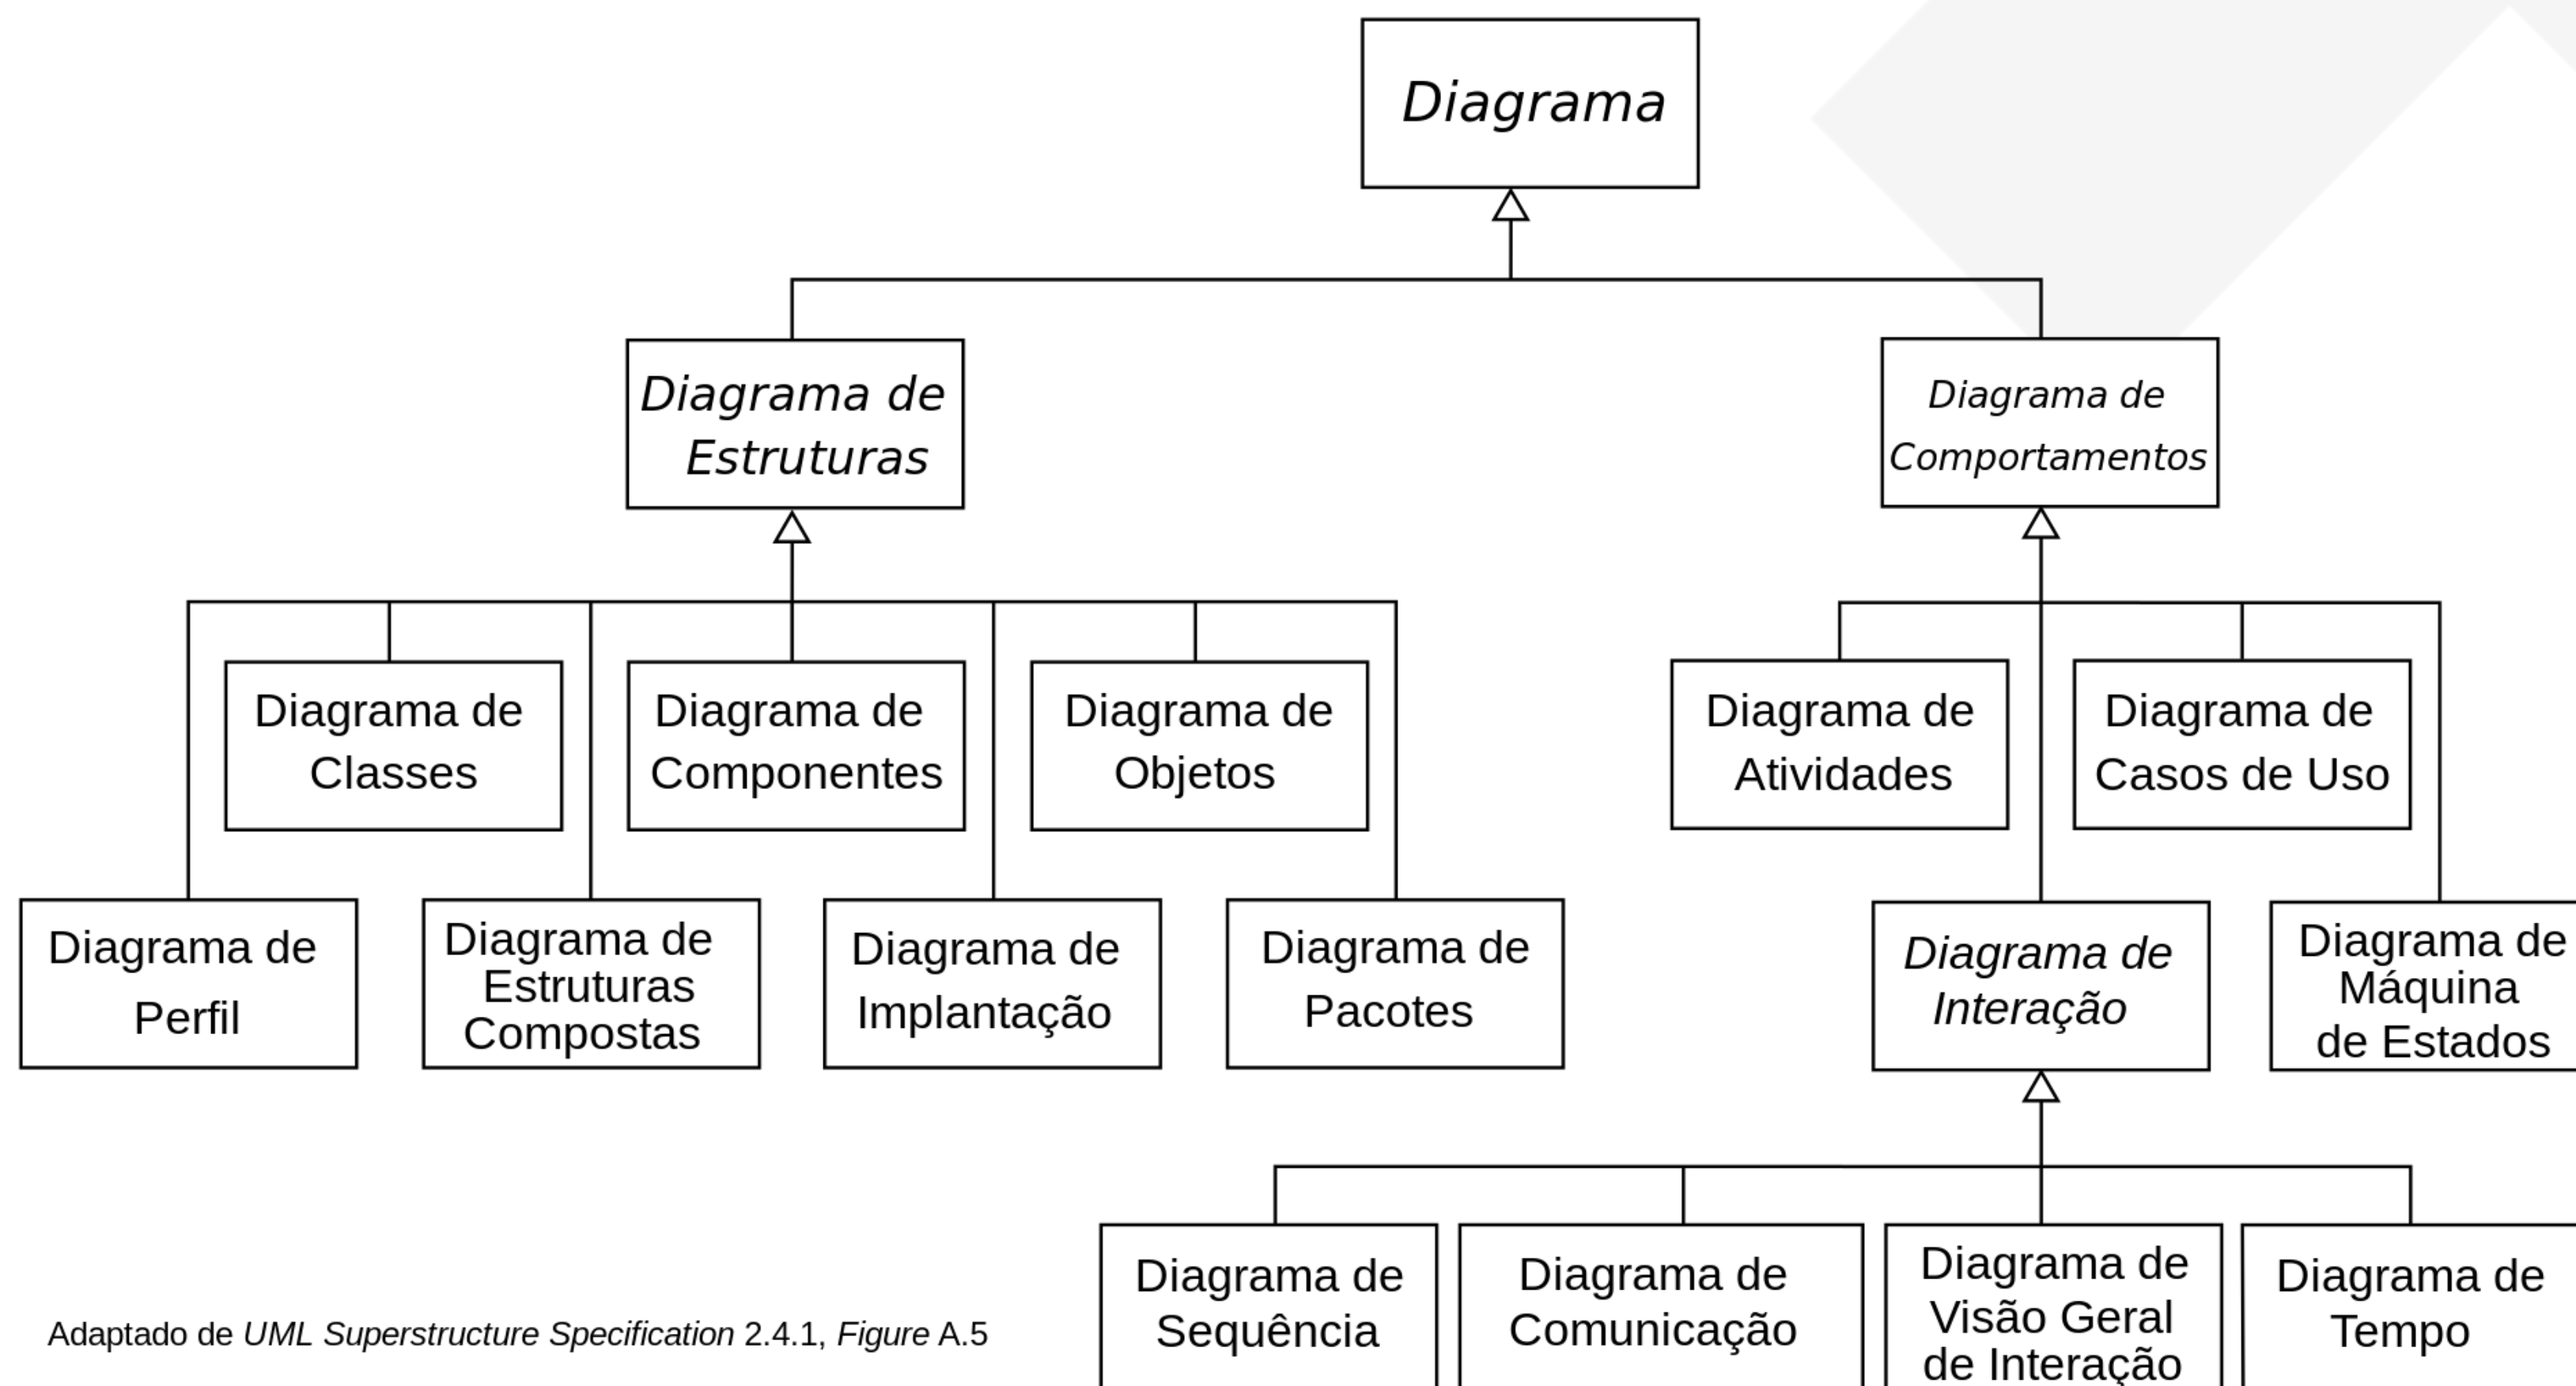 Diagrama
Diagrama de
Estruturas
Diagrama de
Comportamentos
Diagrama de
Classes
Diagrama de
Componentes
Diagrama de
Objetos
Diagrama de
Atividades
Diagrama de
Casos de Uso
Diagrama de
Perfil
Diagrama de
Estruturas
Compostas
Diagrama de
Implantação
Diagrama de
Pacotes
Diagrama de
Interação
Diagrama de
Máquina
de Estados
Diagrama de
Sequência
Diagrama de
Comunicação
Diagrama de
Visão Geral
de Interação
Diagrama de
Tempo
Adaptado de UML Superstructure Specification 2.4.1, Figure A.5